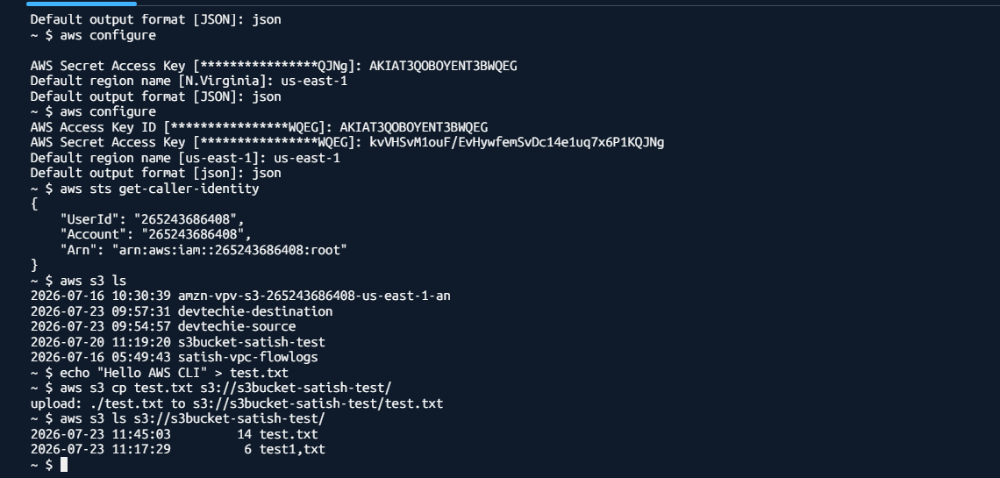 Default output format [JSON]: json
~ $ aws configure
AWS Secret Access Key [****************QJNg]: AKIAT3QOBOYENT3BWQEG
Default region name [N.Virginia]: us-east-1
Default output format [JSON]: json
~ $ aws configure
AWS Access Key ID [****************WQEG]: AKIAT3QOBOYENT3BWQEG
AWS Secret Access Key [****************WQEG]: 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
Default region name [us-east-1]: us-east-1
Default output format [json]: json
~ $ aws sts get-caller-identity
{
    "UserId": "265243686408",
    "Account": "265243686408",
    "Arn": "arn:aws:iam::265243686408:root"
}
~ $ aws s3 ls
2026-07-16 10:30:39 amzn-vpv-s3-265243686408-us-east-1-an
2026-07-23 09:57:31 devtechie-destination
2026-07-23 09:54:57 devtechie-source
2026-07-20 11:19:20 s3bucket-satish-test
2026-07-16 05:49:43 satish-vpc-flowlogs
~ $ echo "Hello AWS CLI" > test.txt
~ $ aws s3 cp test.txt s3://s3bucket-satish-test/
upload: ./test.txt to s3://s3bucket-satish-test/test.txt
~ $ aws s3 ls s3://s3bucket-satish-test/
2026-07-23 11:45:03         14 test.txt
2026-07-23 11:17:29          6 test1,txt
~ $